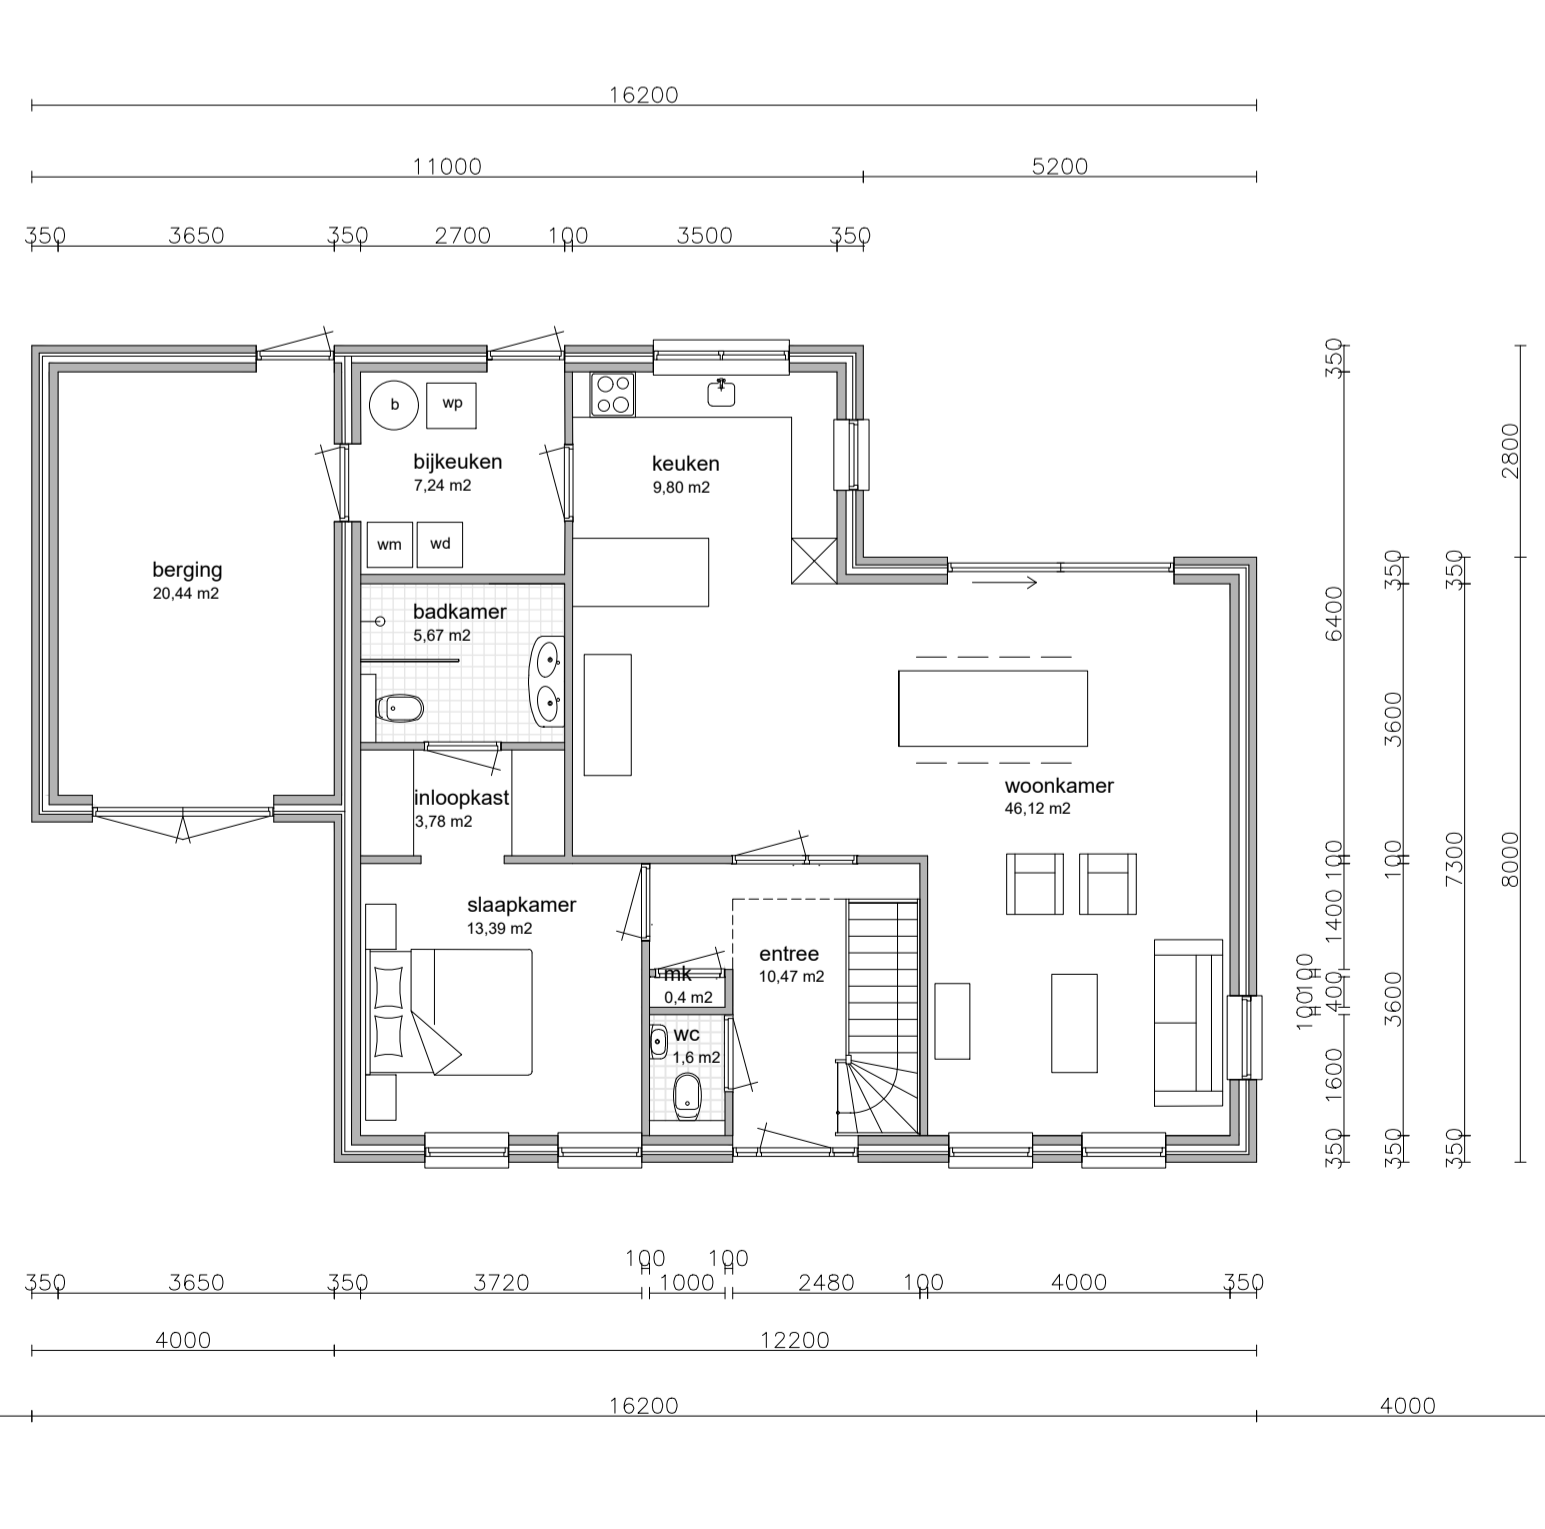 16200
11000 5200
350 3650 350 2700 100 3500 350
350
2800
b wp
bijkeuken
7,24 m2
keuken
9,80 m2
wm wd
berging
20,44 m2
badkamer
5,67 m2
350 350
6400
3600
woonkamer
46,12 m2
inloopkast
3,78 m2
100 100 7300 8000
slaapkamer
13,39 m2
1400
entree
10,47 m2
mk
0,4 m2
100 400 3600
100
wc
1,6 m2
1600
350 350 350
100 100
350 3650 350 3720 1000 2480 100 4000 350
4000 12200
16200 4000